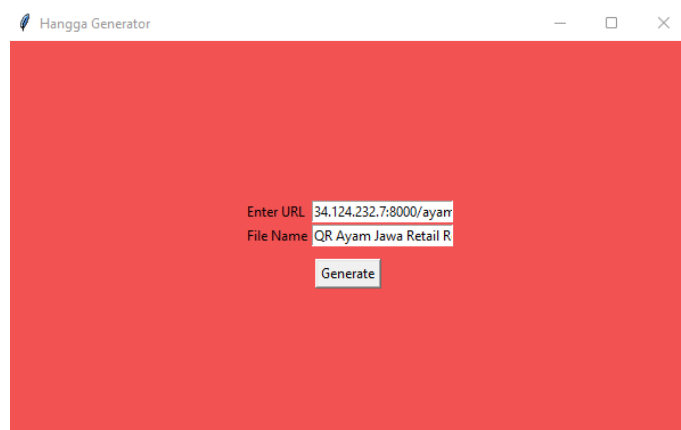 Hangga Generator
Enter URL 34.124.232.7:8000/ayam
File Name QR Ayam Jawa Retail R
Generate